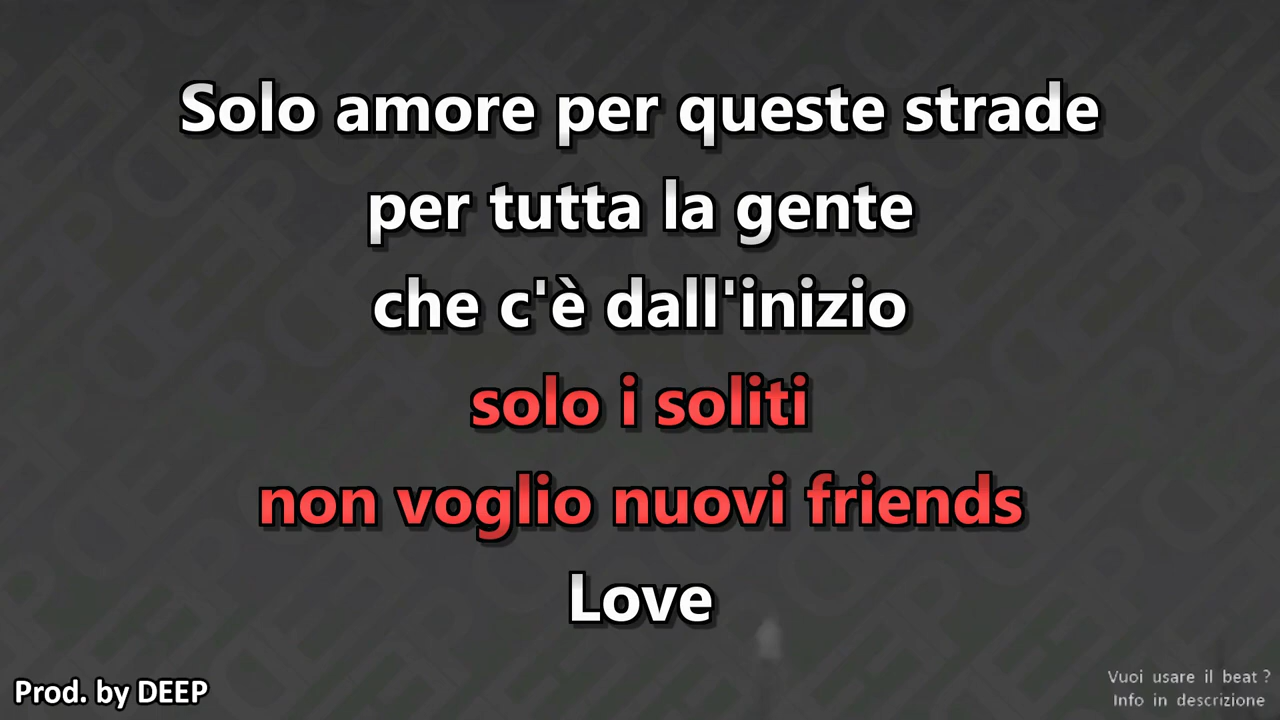 Solo amore per queste strade
per tutta la gente
che c'è dall'inizio
solo i soliti
non voglio nuovi friends
Love
Prod. by DEEP
Vuoi usare il beat ?
Info in descrizione